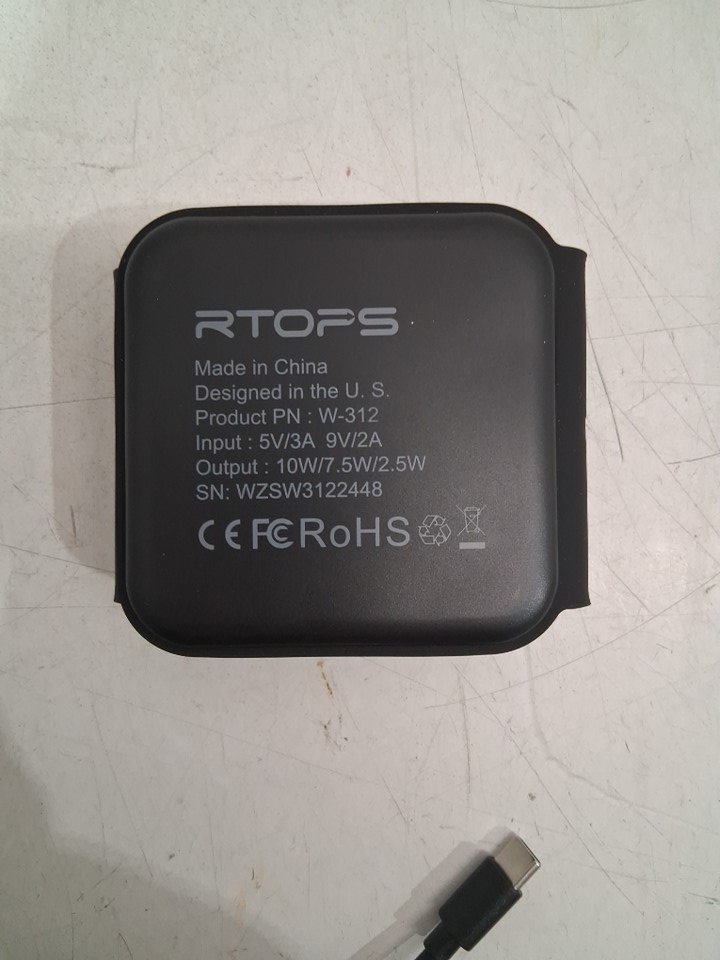 RTOPS
Made in China
Designed in the U. S.
Product PN : W-312
Input : 5V/3A 9V/2A
Output : 10W/7.5W/2.5W
SN: WZSW3122448
CE FC RoHS